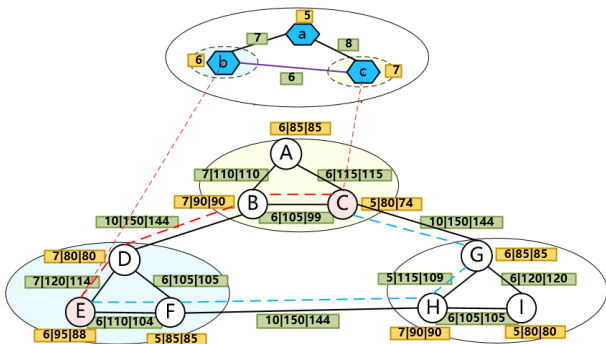 5
a
7
8
6
b
c
7
6
6|85|85
A
7|110|110
6|115|115
7|90|90
B
C
5|80|74
6|105|99
10|150|144
10|150|144
7|80|80
D
G
6|85|85
7|120|114
6|105|105
5|115|109
6|120|120
E
F
H
I
6|110|104
6|105|105
10|150|144
6|95|88
5|85|85
7|90|90
5|80|80